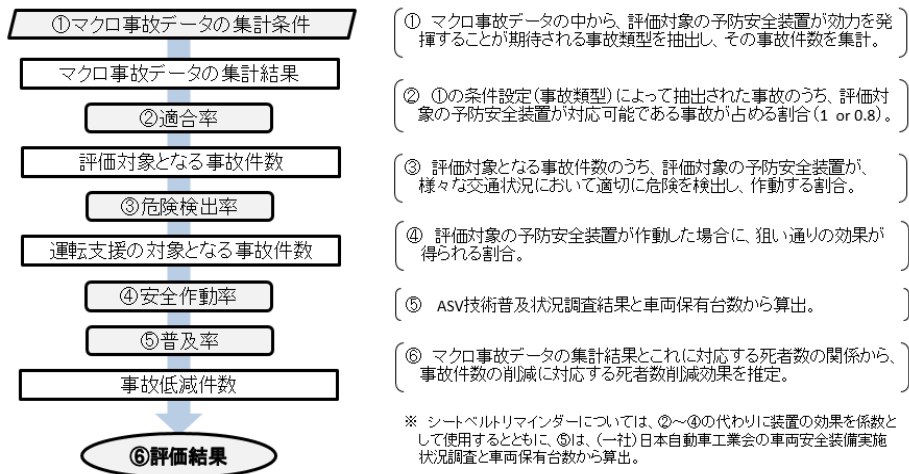 ①マクロ事故データの集計条件
マクロ事故データの集計結果
②適合率
評価対象となる事故件数
③危険検出率
運転支援の対象となる事故件数
④安全作動率
⑤普及率
事故低減件数
⑥評価結果
① マクロ事故データの中から、評価対象の予防安全装置が効力を発
揮することが期待される事故類型を抽出し、その事故件数を集計。
② ①の条件設定(事故類型)によって抽出された事故のうち、評価対
象の予防安全装置が対応可能である事故が占める割合(1 or 0.8)。
③ 評価対象となる事故件数のうち、評価対象の予防安全装置が、
様々な交通状況において適切に危険を検出し、作動する割合。
④ 評価対象の予防安全装置が作動した場合に、狙い通りの効果が
得られる割合。
⑤ ASV技術普及状況調査結果と車両保有台数から算出。
⑥ マクロ事故データの集計結果とこれに対応する死者数の関係から、
事故件数の削減に対応する死者数削減効果を推定。
※ シートベルトリマインダーについては、②～④の代わりに装置の効果を係数と
して使用するとともに、⑤は、(一社)日本自動車工業会の車両安全装備実施
状況調査と車両保有台数から算出。